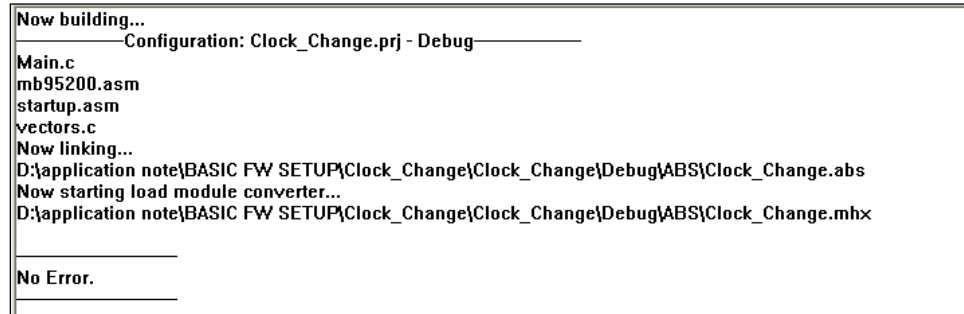 Now building...
--------------------Configuration: Clock_Change.prj - Debug--------------------
Main.c
mb95200.asm
startup.asm
vectors.c
Now linking...
D:\application note\BASIC FW SETUP\Clock_Change\Clock_Change\Debug\ABS\Clock_Change.abs
Now starting load module converter...
D:\application note\BASIC FW SETUP\Clock_Change\Clock_Change\Debug\ABS\Clock_Change.mhx
------------------------------
No Error.
------------------------------